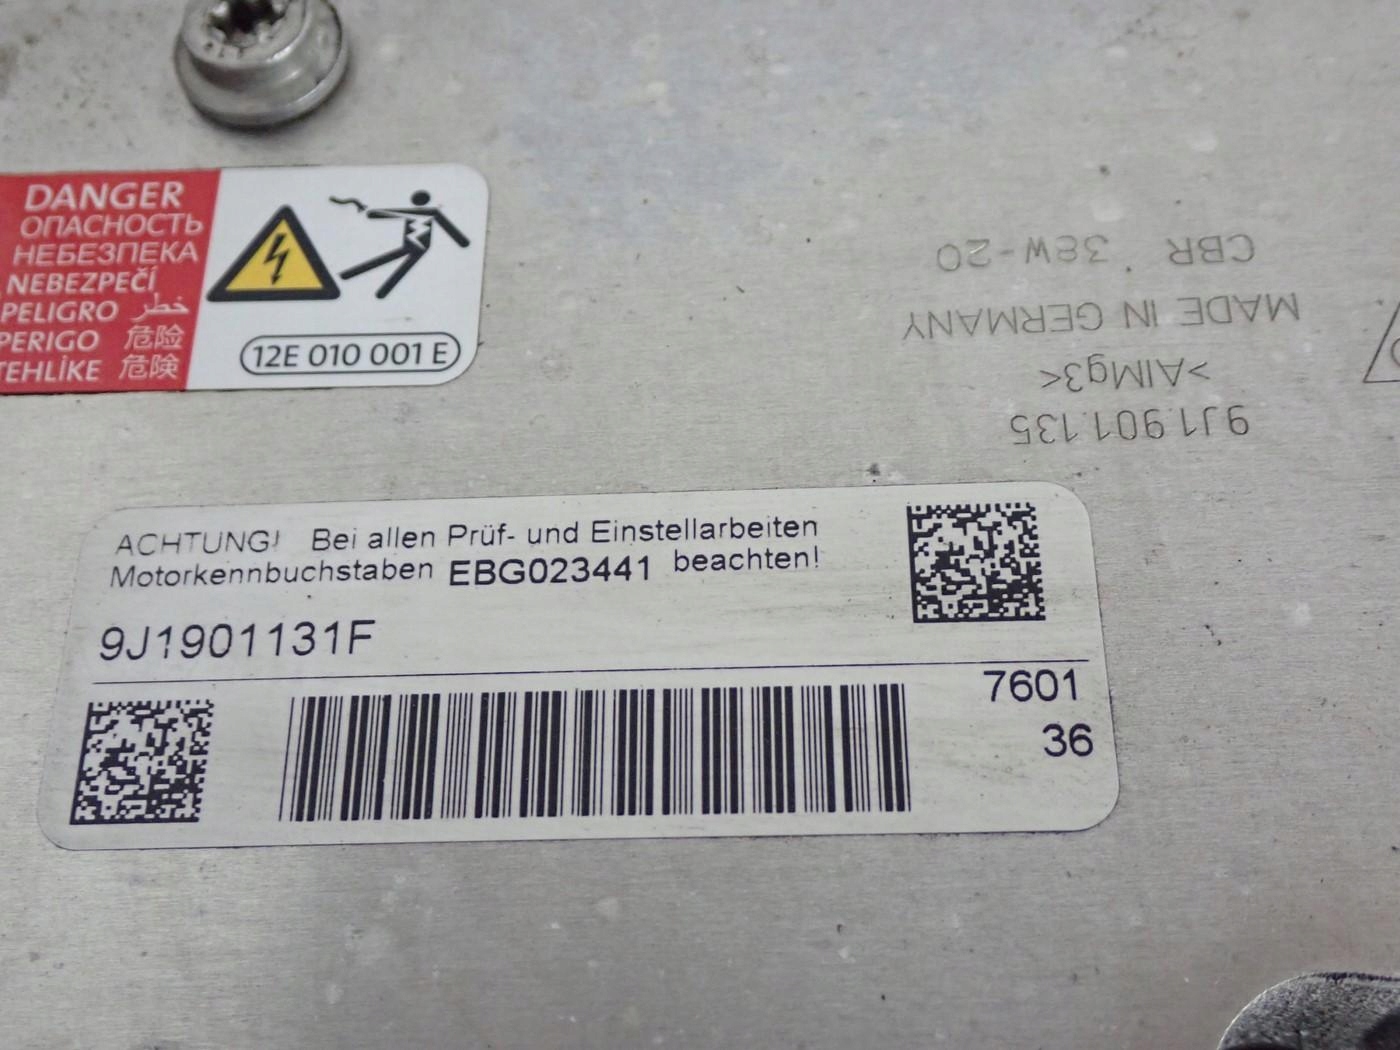 DANGER
ОПАСНОСТЬ
НЕБЕЗПЕКА
NEBEZPEČÍ
PELIGRO خطر
PERIGO 危险
TEHLİKE 危険
12E 010 001 E
CBR 38W-20
MADE IN GERMANY
>AlMg3<
9J1.901.135
ACHTUNG! Bei allen Prüf- und Einstellarbeiten
Motorkennbuchstaben EBG023441 beachten!
9J1901131F
7601
36